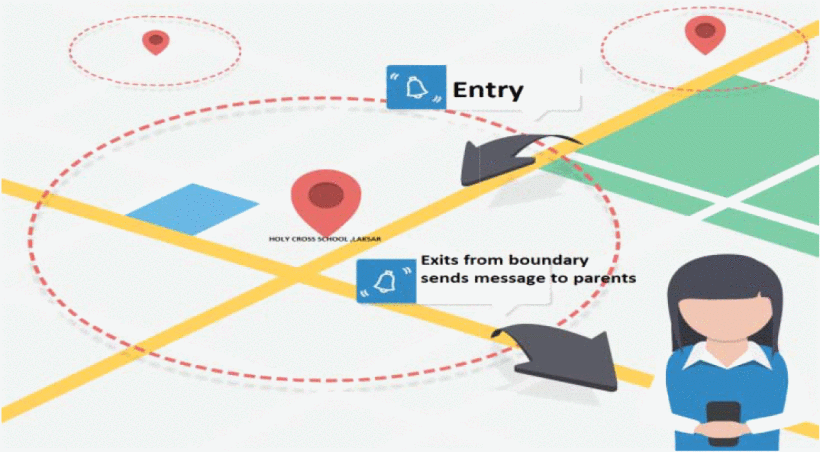 Entry
HOLY CROSS SCHOOL ,LAKSAR
Exits from boundary
sends message to parents